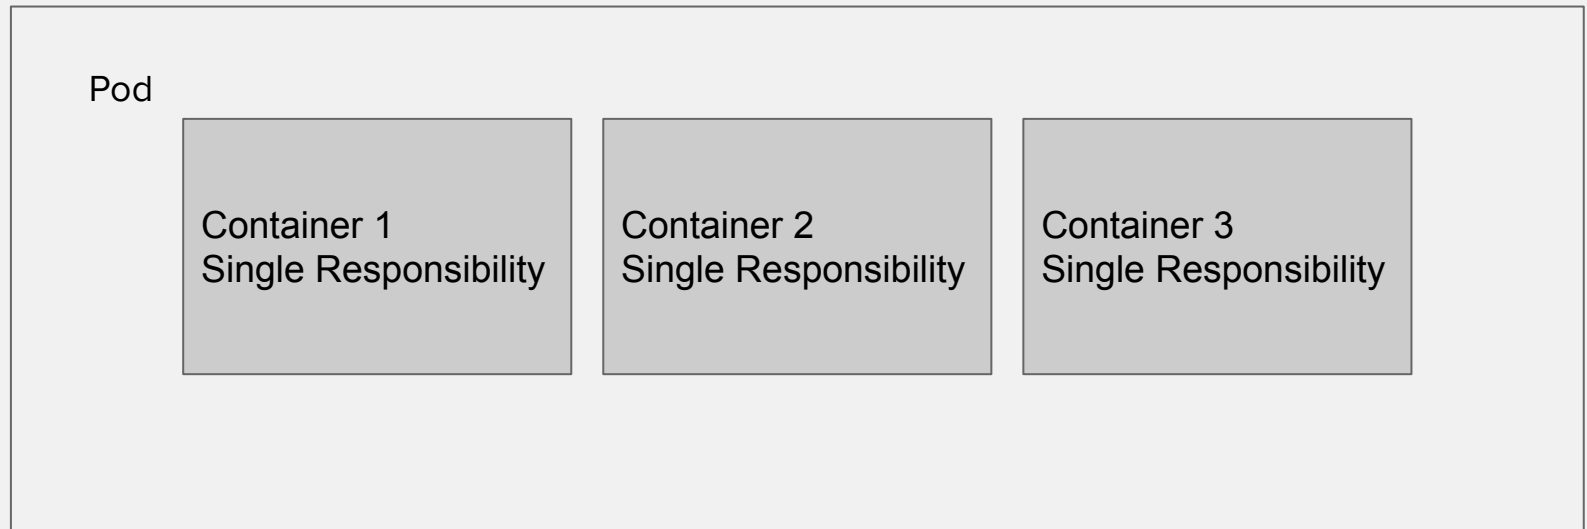 Pod
Container 1
Single Responsibility
Container 2
Single Responsibility
Container 3
Single Responsibility